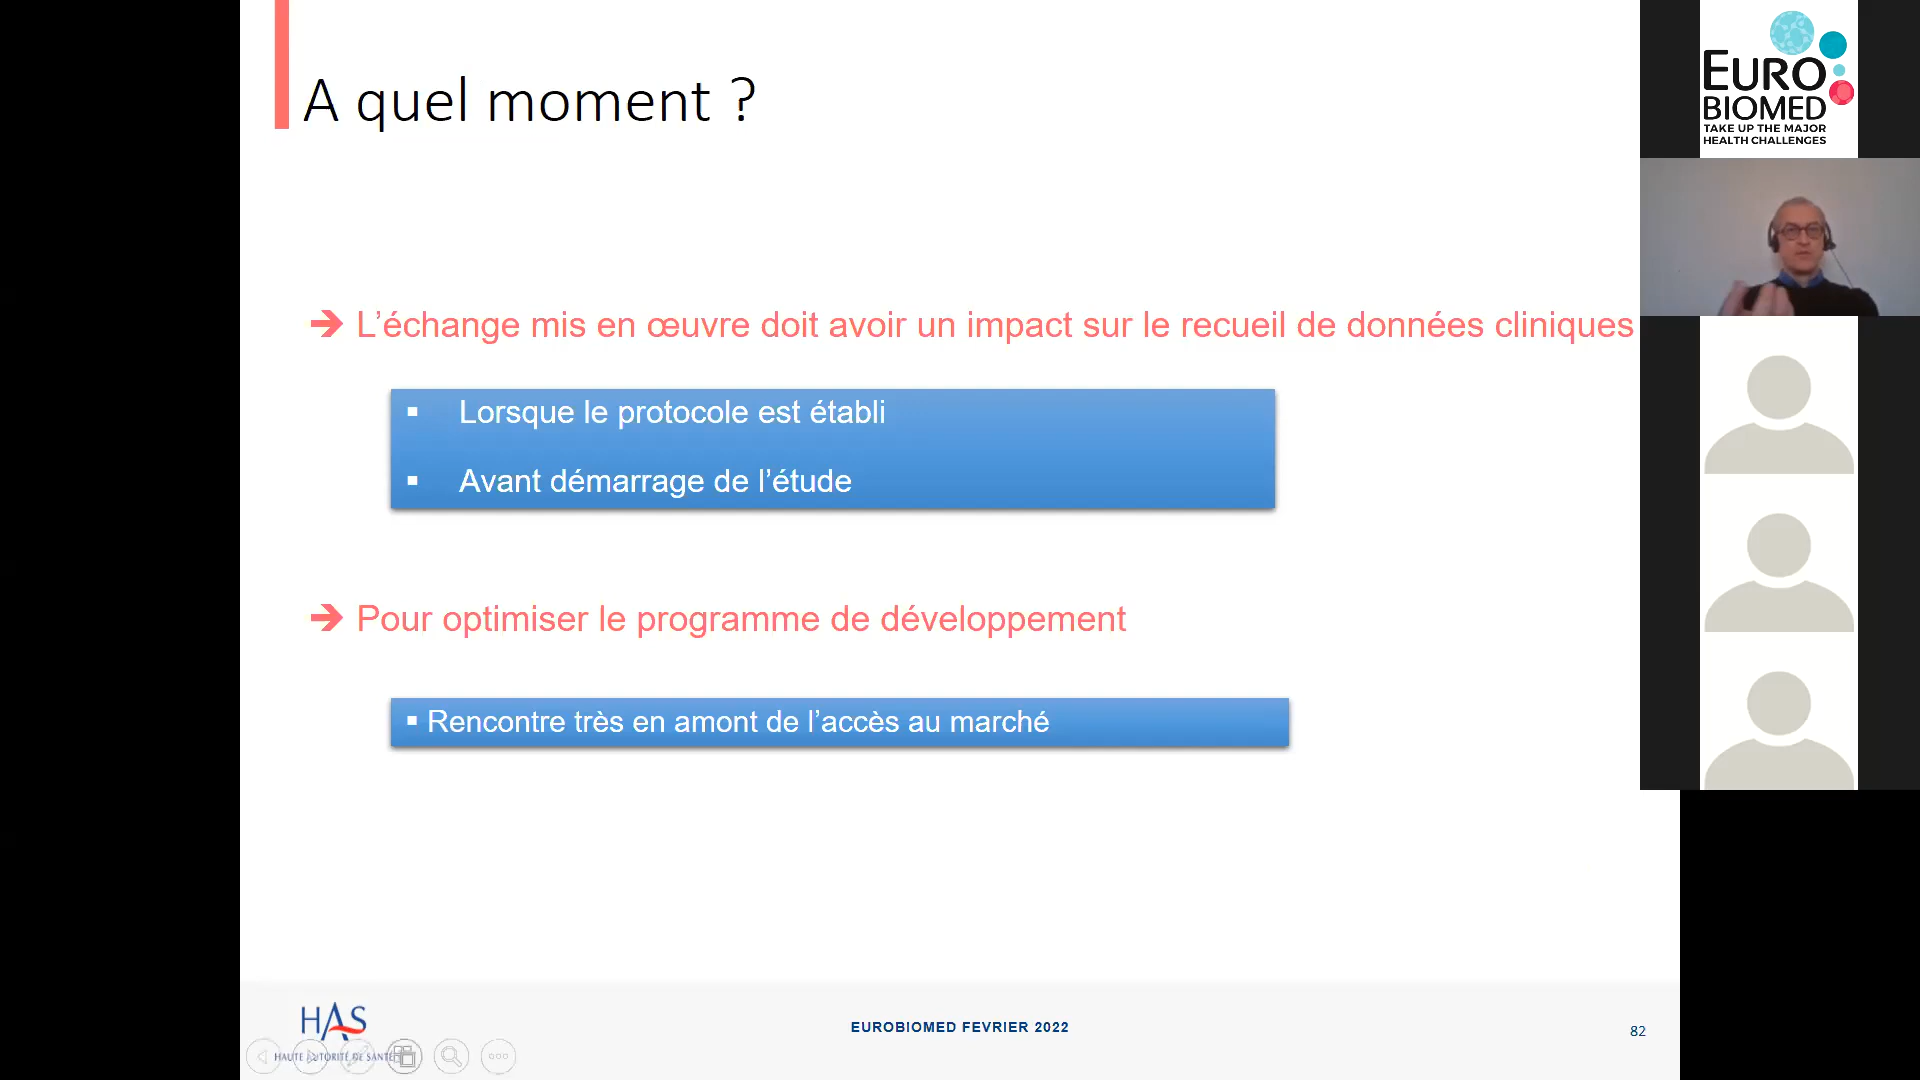 A quel moment ?
➔ L’échange mis en œuvre doit avoir un impact sur le recueil de données cliniques
▪ Lorsque le protocole est établi
▪ Avant démarrage de l’étude
➔ Pour optimiser le programme de développement
▪ Rencontre très en amont de l’accès au marché
HAS
HAUTE AUTORITÉ DE SANTÉ
EUROBIOMED FEVRIER 2022
82
EURO
BIOMED
TAKE UP THE MAJOR
HEALTH CHALLENGES